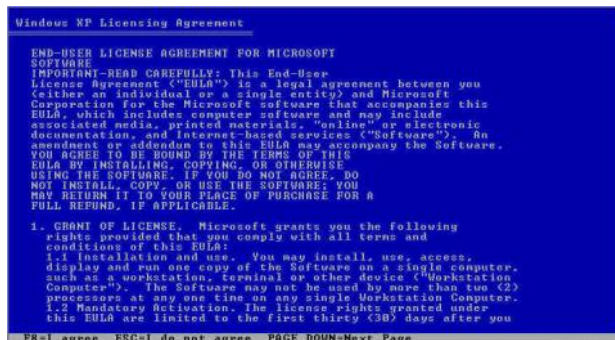 Windows XP Licensing Agreement
END-USER LICENSE AGREEMENT FOR MICROSOFT
SOFTWARE
IMPORTANT-READ CAREFULLY: This End-User
License Agreement ("EULA") is a legal agreement between you
(either an individual or a single entity) and Microsoft
Corporation for the Microsoft software that accompanies this
EULA, which includes computer software and may include
associated media, printed materials, "online" or electronic
documentation, and Internet-based services ("Software"). An
amendment or addendum to this EULA may accompany the Software.
YOU AGREE TO BE BOUND BY THE TERMS OF THIS
EULA BY INSTALLING, COPYING, OR OTHERWISE
USING THE SOFTWARE. IF YOU DO NOT AGREE, DO
NOT INSTALL, COPY, OR USE THE SOFTWARE; YOU
MAY RETURN IT TO YOUR PLACE OF PURCHASE FOR A
FULL REFUND, IF APPLICABLE.
1. GRANT OF LICENSE. Microsoft grants you the following
rights provided that you comply with all terms and
conditions of this EULA:
1.1 Installation and use. You may install, use, access,
display and run one copy of the Software on a single computer,
such as a workstation, terminal or other device ("Workstation
Computer"). The Software may not be used by more than two (2)
processors at any one time on any single Workstation Computer.
1.2 Mandatory Activation. The license rights granted under
this EULA are limited to the first thirty (30) days after you
F8=I agree ESC=I do not agree PAGE DOWN=Next Page